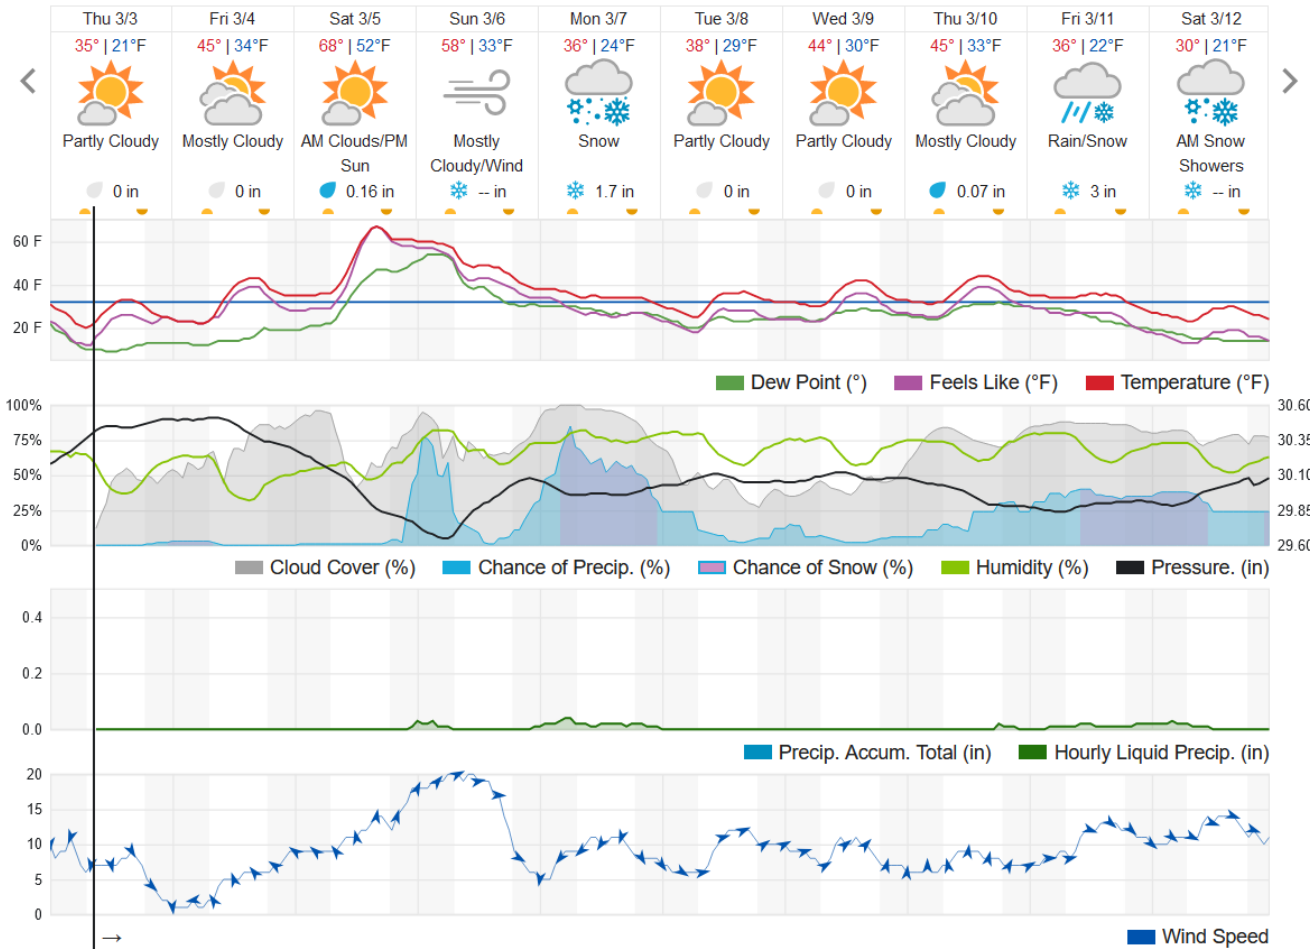 Thu 3/3 Fri 3/4 Sat 3/5 Sun 3/6 Mon 3/7 Tue 3/8 Wed 3/9 Thu 3/10 Fri 3/11 Sat 3/12
35° | 21°F 45° | 34°F 68° | 52°F 58° | 33°F 36° | 24°F 38° | 29°F 44° | 30°F 45° | 33°F 36° | 22°F 30° | 21°F
Partly Cloudy Mostly Cloudy AM Clouds/PM Mostly Snow Partly Cloudy Partly Cloudy Mostly Cloudy Rain/Snow AM Snow
Sun Cloudy/Wind Showers
0 in 0 in 0.16 in -- in 1.7 in 0 in 0 in 0.07 in 3 in -- in
60 F
40 F
20 F
Dew Point (°) Feels Like (°F) Temperature (°F)
100% 30.60
75% 30.35
50% 30.10
25% 29.85
0% 29.60
Cloud Cover (%) Chance of Precip. (%) Chance of Snow (%) Humidity (%) Pressure. (in)
0.4
0.2
0.0
Precip. Accum. Total (in) Hourly Liquid Precip. (in)
20
15
10
5
0
→
Wind Speed